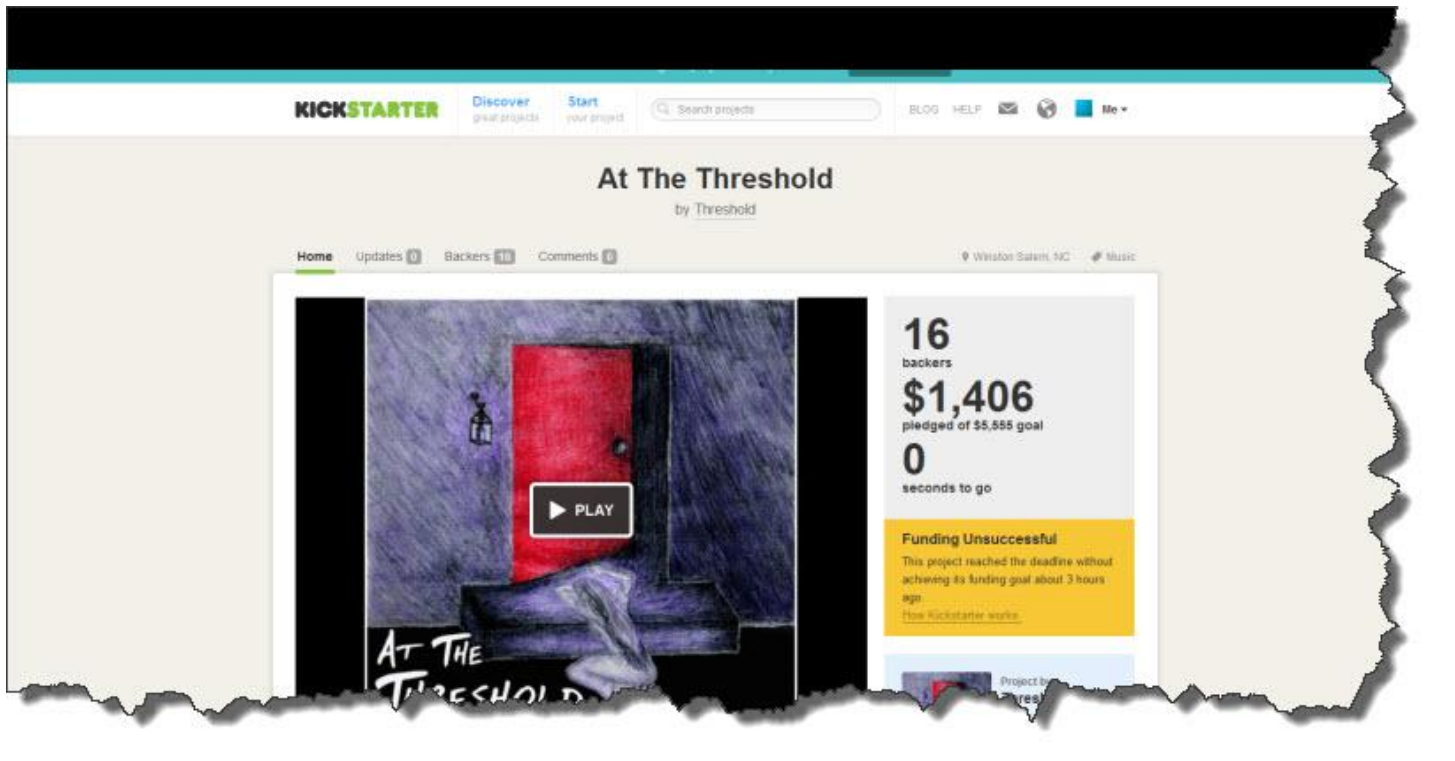 KICKSTARTER
Discover
great projects
Start
your project
Search projects
BLOG HELP
Me
At The Threshold
by Threshold
Home Updates 0 Backers 16 Comments 0
Winston Salem, NC Music
16
backers
$1,406
pledged of $5,555 goal
0
seconds to go
PLAY
Funding Unsuccessful
This project reached the deadline without
achieving its funding goal about 3 hours
ago.
How Kickstarter works.
AT THE
THRESHOLD
Project by